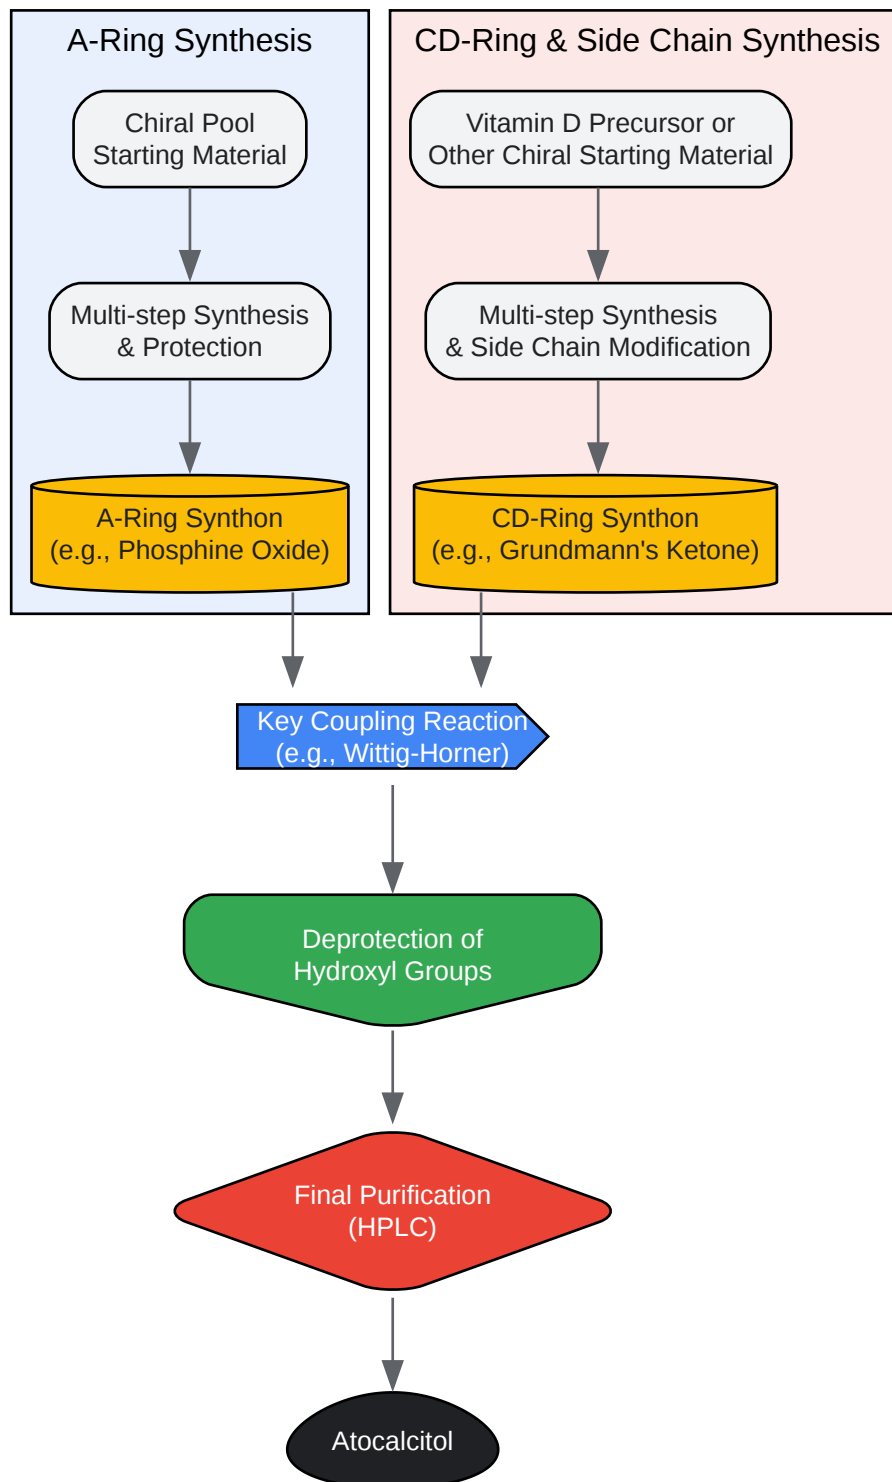 A-Ring Synthesis
Chiral Pool
Starting Material
Multi-step Synthesis
& Protection
A-Ring Synthon
(e.g., Phosphine Oxide)
CD-Ring & Side Chain Synthesis
Vitamin D Precursor or
Other Chiral Starting Material
Multi-step Synthesis
& Side Chain Modification
CD-Ring Synthon
(e.g., Grundmann's Ketone)
Key Coupling Reaction
(e.g., Wittig-Horner)
Deprotection of
Hydroxyl Groups
Final Purification
(HPLC)
Atocalcitol